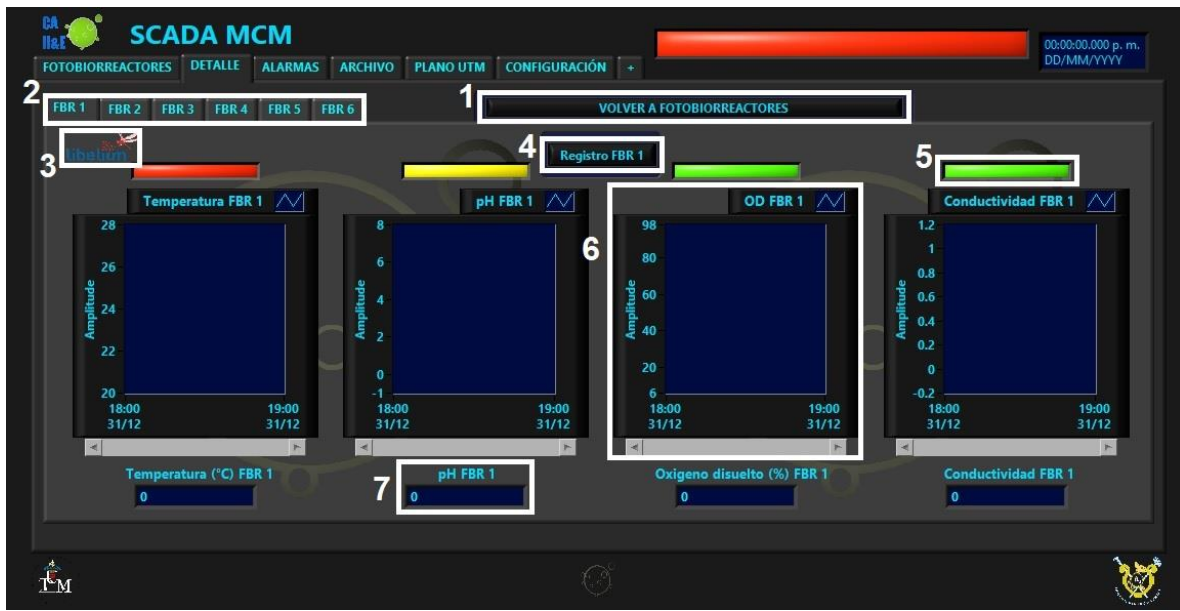 CA
II&E
SCADA MCM
00:00:00.000 p. m.
DD/MM/YYYY
FOTOBIORREACTORES DETALLE ALARMAS ARCHIVO PLANO UTM CONFIGURACIÓN +
2
FBR 1 FBR 2 FBR 3 FBR 4 FBR 5 FBR 6
1
VOLVER A FOTOBIORREACTORES
3
libelium
4
Registro FBR 1
5
Temperatura FBR 1
28
26
24
22
20
Amplitude
18:00 19:00
31/12 31/12
Temperatura (°C) FBR 1
0
pH FBR 1
8
6
4
2
0
-1
Amplitude
18:00 19:00
31/12 31/12
7
pH FBR 1
0
6
OD FBR 1
98
80
60
40
20
6
Amplitude
18:00 19:00
31/12 31/12
Oxigeno disuelto (%) FBR 1
0
Conductividad FBR 1
1.2
1
0.8
0.6
0.4
0.2
0
-0.2
Amplitude
18:00 19:00
31/12 31/12
Conductividad FBR 1
0